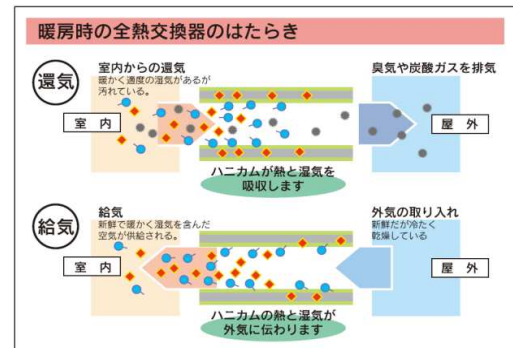 暖房時の全熱交換器のはたらき
還気
室内からの還気
暖かく適度の湿気があるが
汚れている。
臭気や炭酸ガスを排気
室 内
屋 外
ハニカムが熱と湿気を
吸収します
給気
給気
新鮮で暖かく湿気を含んだ
空気が供給される。
外気の取り入れ
新鮮だが冷たく
乾燥している
室 内
屋 外
ハニカムの熱と湿気が
外気に伝わります